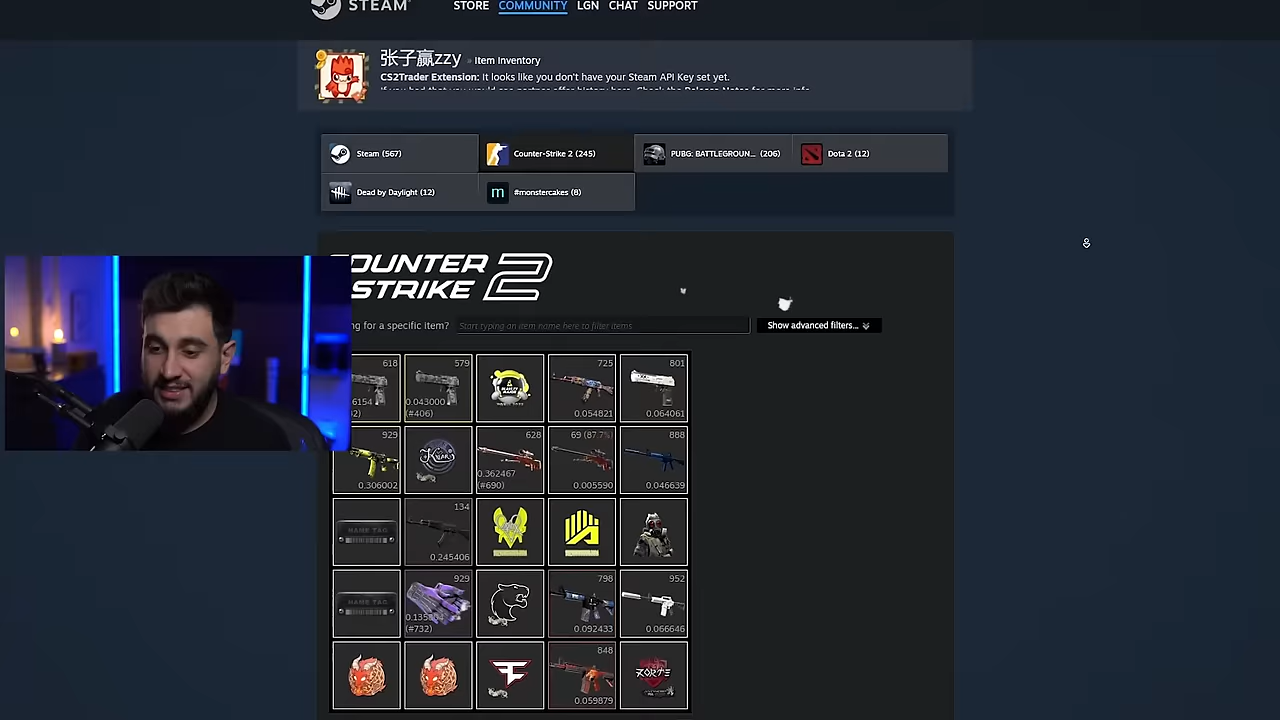 STEAM
STORE COMMUNITY LGN CHAT SUPPORT
张子赢zzy » Item Inventory
CS2Trader Extension: It looks like you don't have your Steam API Key set yet.
Steam (567)
Counter-Strike 2 (245)
PUBG: BATTLEGROUN... (206)
Dota 2 (12)
Dead by Daylight (12)
m #monstercakes (8)
OUNTER
STRIKE 2
ng for a specific item?
Start typing an item name here to filter items
Show advanced filters...
618 579 725 801
6154 0.043000
(#406) 0.054821 0.064061
929 628 69 (87.7%) 888
0.306002 0.362467 0.005590 0.046639
(#690)
NAME TAG 134
0.245406
929 798 952
NAME TAG
(#732) 0.092433 0.066646
848
0.059879